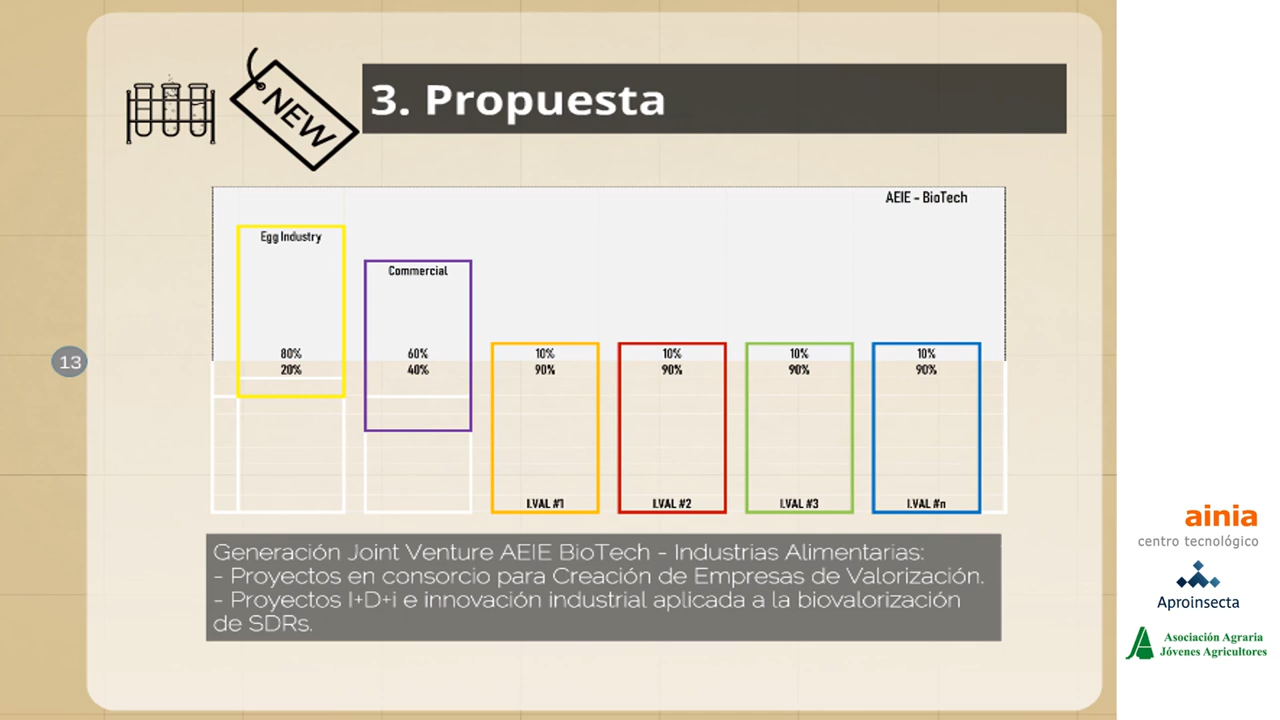 NEW
3. Propuesta
AEIE - BioTech
Egg Industry
Commercial
80%
60%
10%
10%
10%
10%
20%
40%
90%
90%
90%
90%
I.VAL #1
I.VAL #2
I.VAL #3
I.VAL #n
13
Generación Joint Venture AEIE BioTech - Industrias Alimentarias:
- Proyectos en consorcio para Creación de Empresas de Valorización.
- Proyectos I+D+i e innovación industrial aplicada a la biovalorización
de SDRs.
ainia
centro tecnológico
Aproinsecta
Asociación Agraria
Jóvenes Agricultores